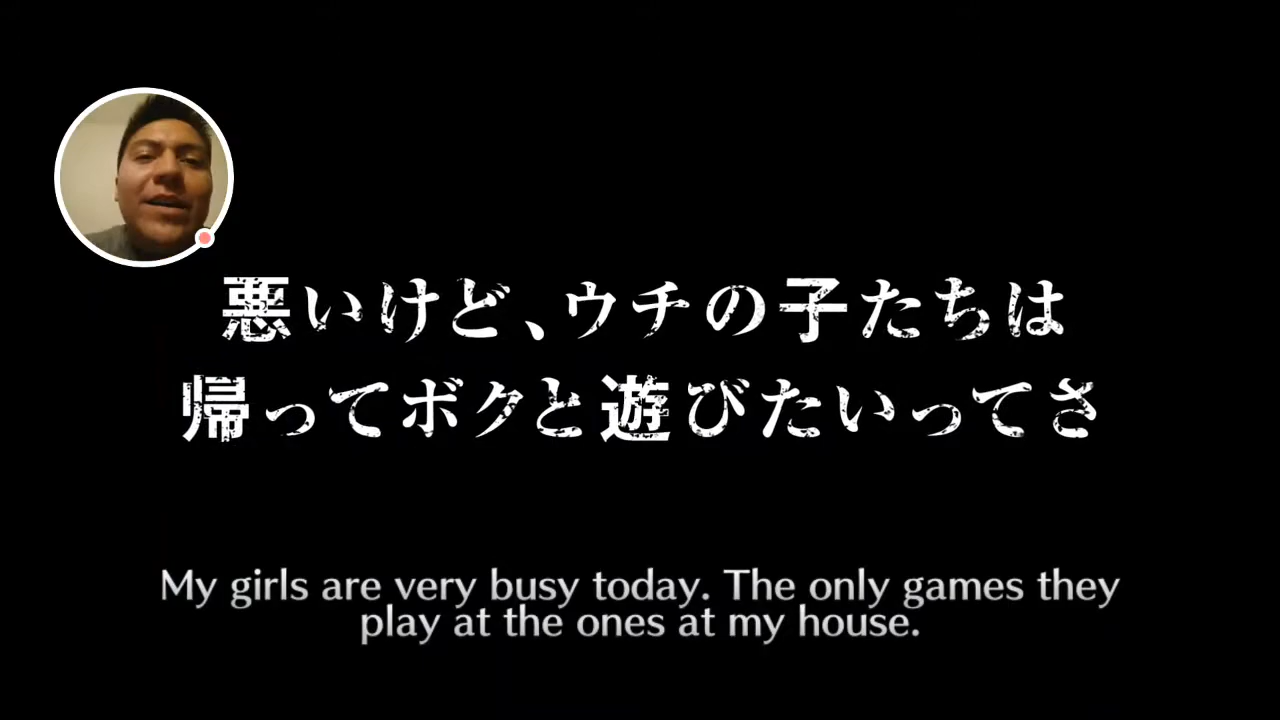 悪いけど、ウチの子たちは
帰ってボクと遊びたいってさ
My girls are very busy today. The only games they
play at the ones at my house.